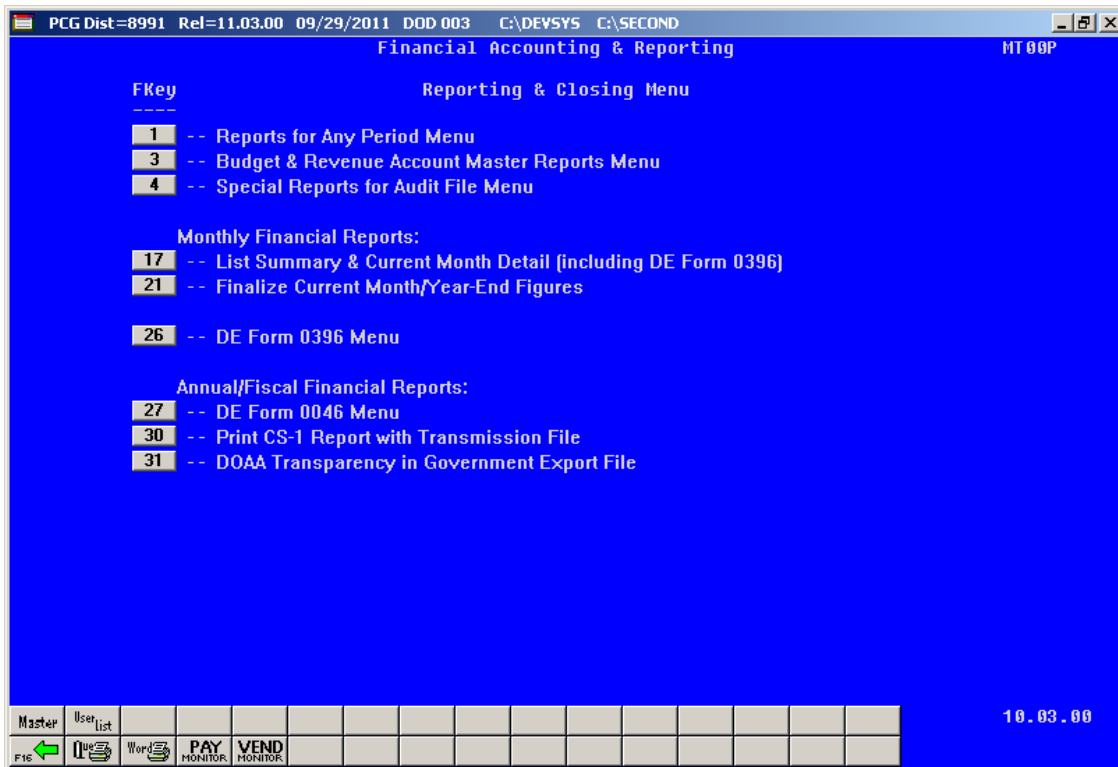 PCG Dist=8991 Rel=11.03.00 09/29/2011 DOD 003 C:\DEVSYS C:\SECOND
Financial Accounting & Reporting MT00P
FKey Reporting & Closing Menu
----
1 -- Reports for Any Period Menu
3 -- Budget & Revenue Account Master Reports Menu
4 -- Special Reports for Audit File Menu
Monthly Financial Reports:
17 -- List Summary & Current Month Detail (including DE Form 0396)
21 -- Finalize Current Month/Year-End Figures
26 -- DE Form 0396 Menu
Annual/Fiscal Financial Reports:
27 -- DE Form 0046 Menu
30 -- Print CS-1 Report with Transmission File
31 -- DOAA Transparency in Government Export File
Master User List 10.03.00
F16 Que Word PAY MONITOR VEND MONITOR